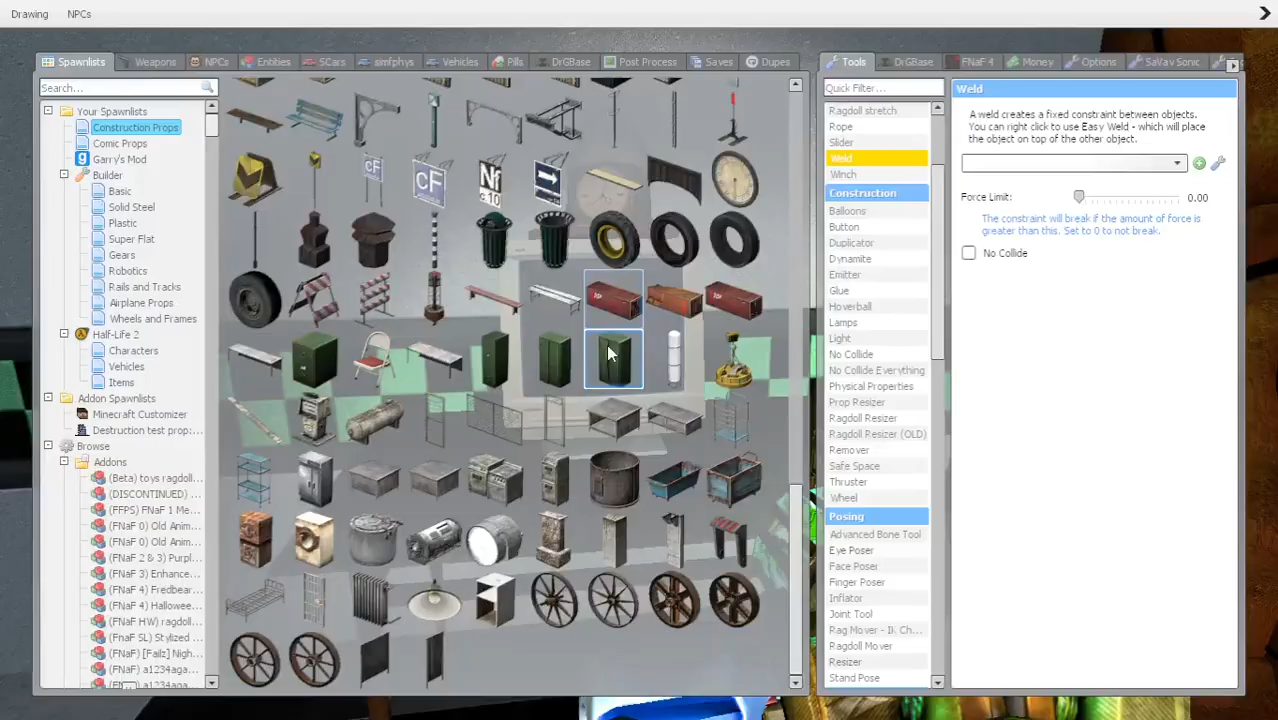 Drawing NPCs
Spawnlists Weapons NPCs Entities SCars simfphys Vehicles Pills DrGBase Post Process Saves Dupes
Search...
Your Spawnlists
Construction Props
Comic Props
Garry's Mod
Builder
Basic
Solid Steel
Plastic
Super Flat
Gears
Robotics
Rails and Tracks
Airplane Props
Wheels and Frames
Half-Life 2
Characters
Vehicles
Items
Addon Spawnlists
Minecraft Customizer
Destruction test prop:...
Browse
Addons
(Beta) toys ragdoll...
(DISCONTINUED) ...
(FFPS) FNaF 1 Me...
(FNaF 0) Old Anim...
(FNaF 0) Old Anim...
(FNaF 2 & 3) Purpl...
(FNaF 3) Enhance...
(FNaF 4) Fredbear...
(FNaF 4) Hallowee...
(FNaF HW) ragdoll...
(FNaF SL) Stylized ...
(FNaF) [Failz] Nigh...
(FNaF) a1234aga...
cF
cF
Nf
c 10
Tools DrGBase FNAF 4 Money Options SaVav Sonic
Quick Filter...
Ragdoll stretch
Rope
Slider
Weld
Winch
Construction
Balloons
Button
Duplicator
Dynamite
Emitter
Glue
Hoverball
Lamps
Light
No Collide
No Collide Everything
Physical Properties
Prop Resizer
Ragdoll Resizer
Ragdoll Resizer (OLD)
Remover
Safe Space
Thruster
Wheel
Posing
Advanced Bone Tool
Eye Poser
Face Poser
Finger Poser
Inflator
Joint Tool
Rag Mover - IK Ch...
Ragdoll Mover
Resizer
Stand Pose
Weld
A weld creates a fixed constraint between objects.
You can right click to use Easy Weld - which will place
the object on top of the other object.
Force Limit: 0.00
The constraint will break if the amount of force is
greater than this. Set to 0 to not break.
No Collide